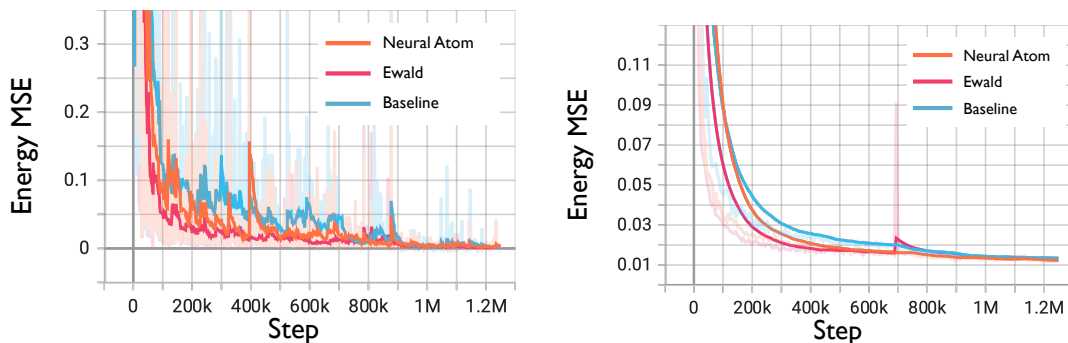 Energy MSE
0.3
0.2
0.1
0
Neural Atom
Ewald
Baseline
0
200k
400k
600k
800k
1M
1.2M
Step
Energy MSE
0.11
0.09
0.07
0.05
0.03
0.01
Neural Atom
Ewald
Baseline
0
200k
400k
600k
800k
1M
1.2M
Step